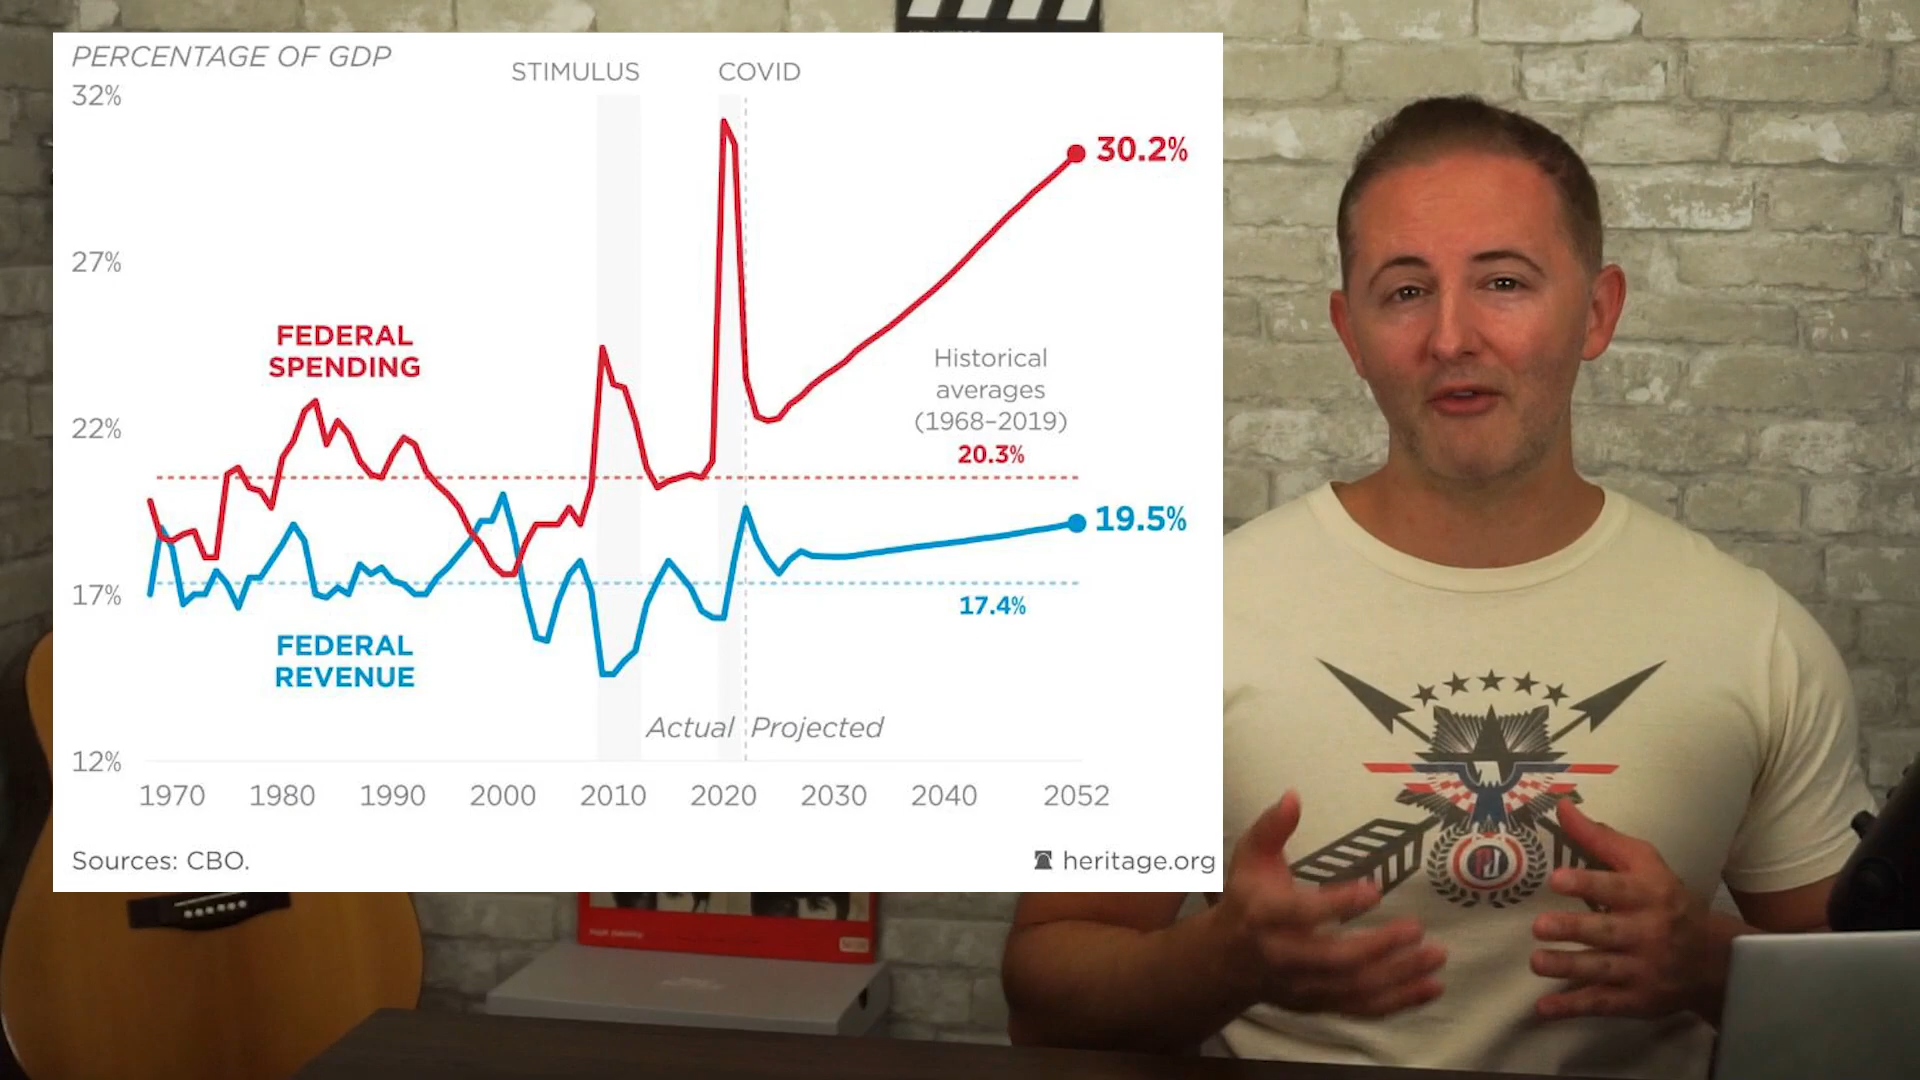 PERCENTAGE OF GDP
STIMULUS COVID
32%
30.2%
27%
FEDERAL
SPENDING
Historical
averages
(1968–2019)
20.3%
22%
19.5%
17%
17.4%
FEDERAL
REVENUE
Actual Projected
12%
1970 1980 1990 2000 2010 2020 2030 2040 2052
Sources: CBO.
heritage.org